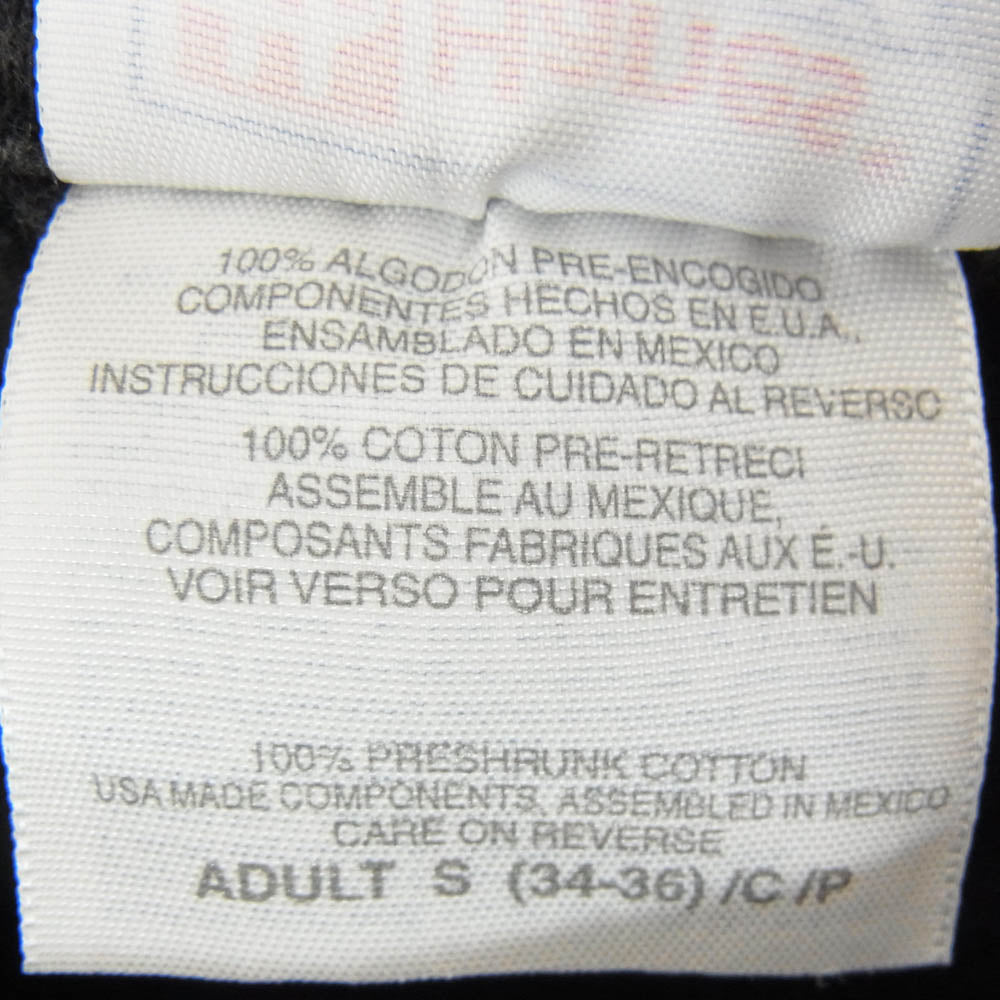 100% ALGODON PRE-ENCOGIDO
COMPONENTES HECHOS EN E.U.A.,
ENSAMBLADO EN MEXICO
INSTRUCCIONES DE CUIDADO AL REVERSO
100% COTON PRE-RETRECI
ASSEMBLE AU MEXIQUE,
COMPOSANTS FABRIQUES AUX É.-U.
VOIR VERSO POUR ENTRETIEN
100% PRESHRUNK COTTON
USA MADE COMPONENTS. ASSEMBLED IN MEXICO
CARE ON REVERSE
ADULT S (34-36) /C /P